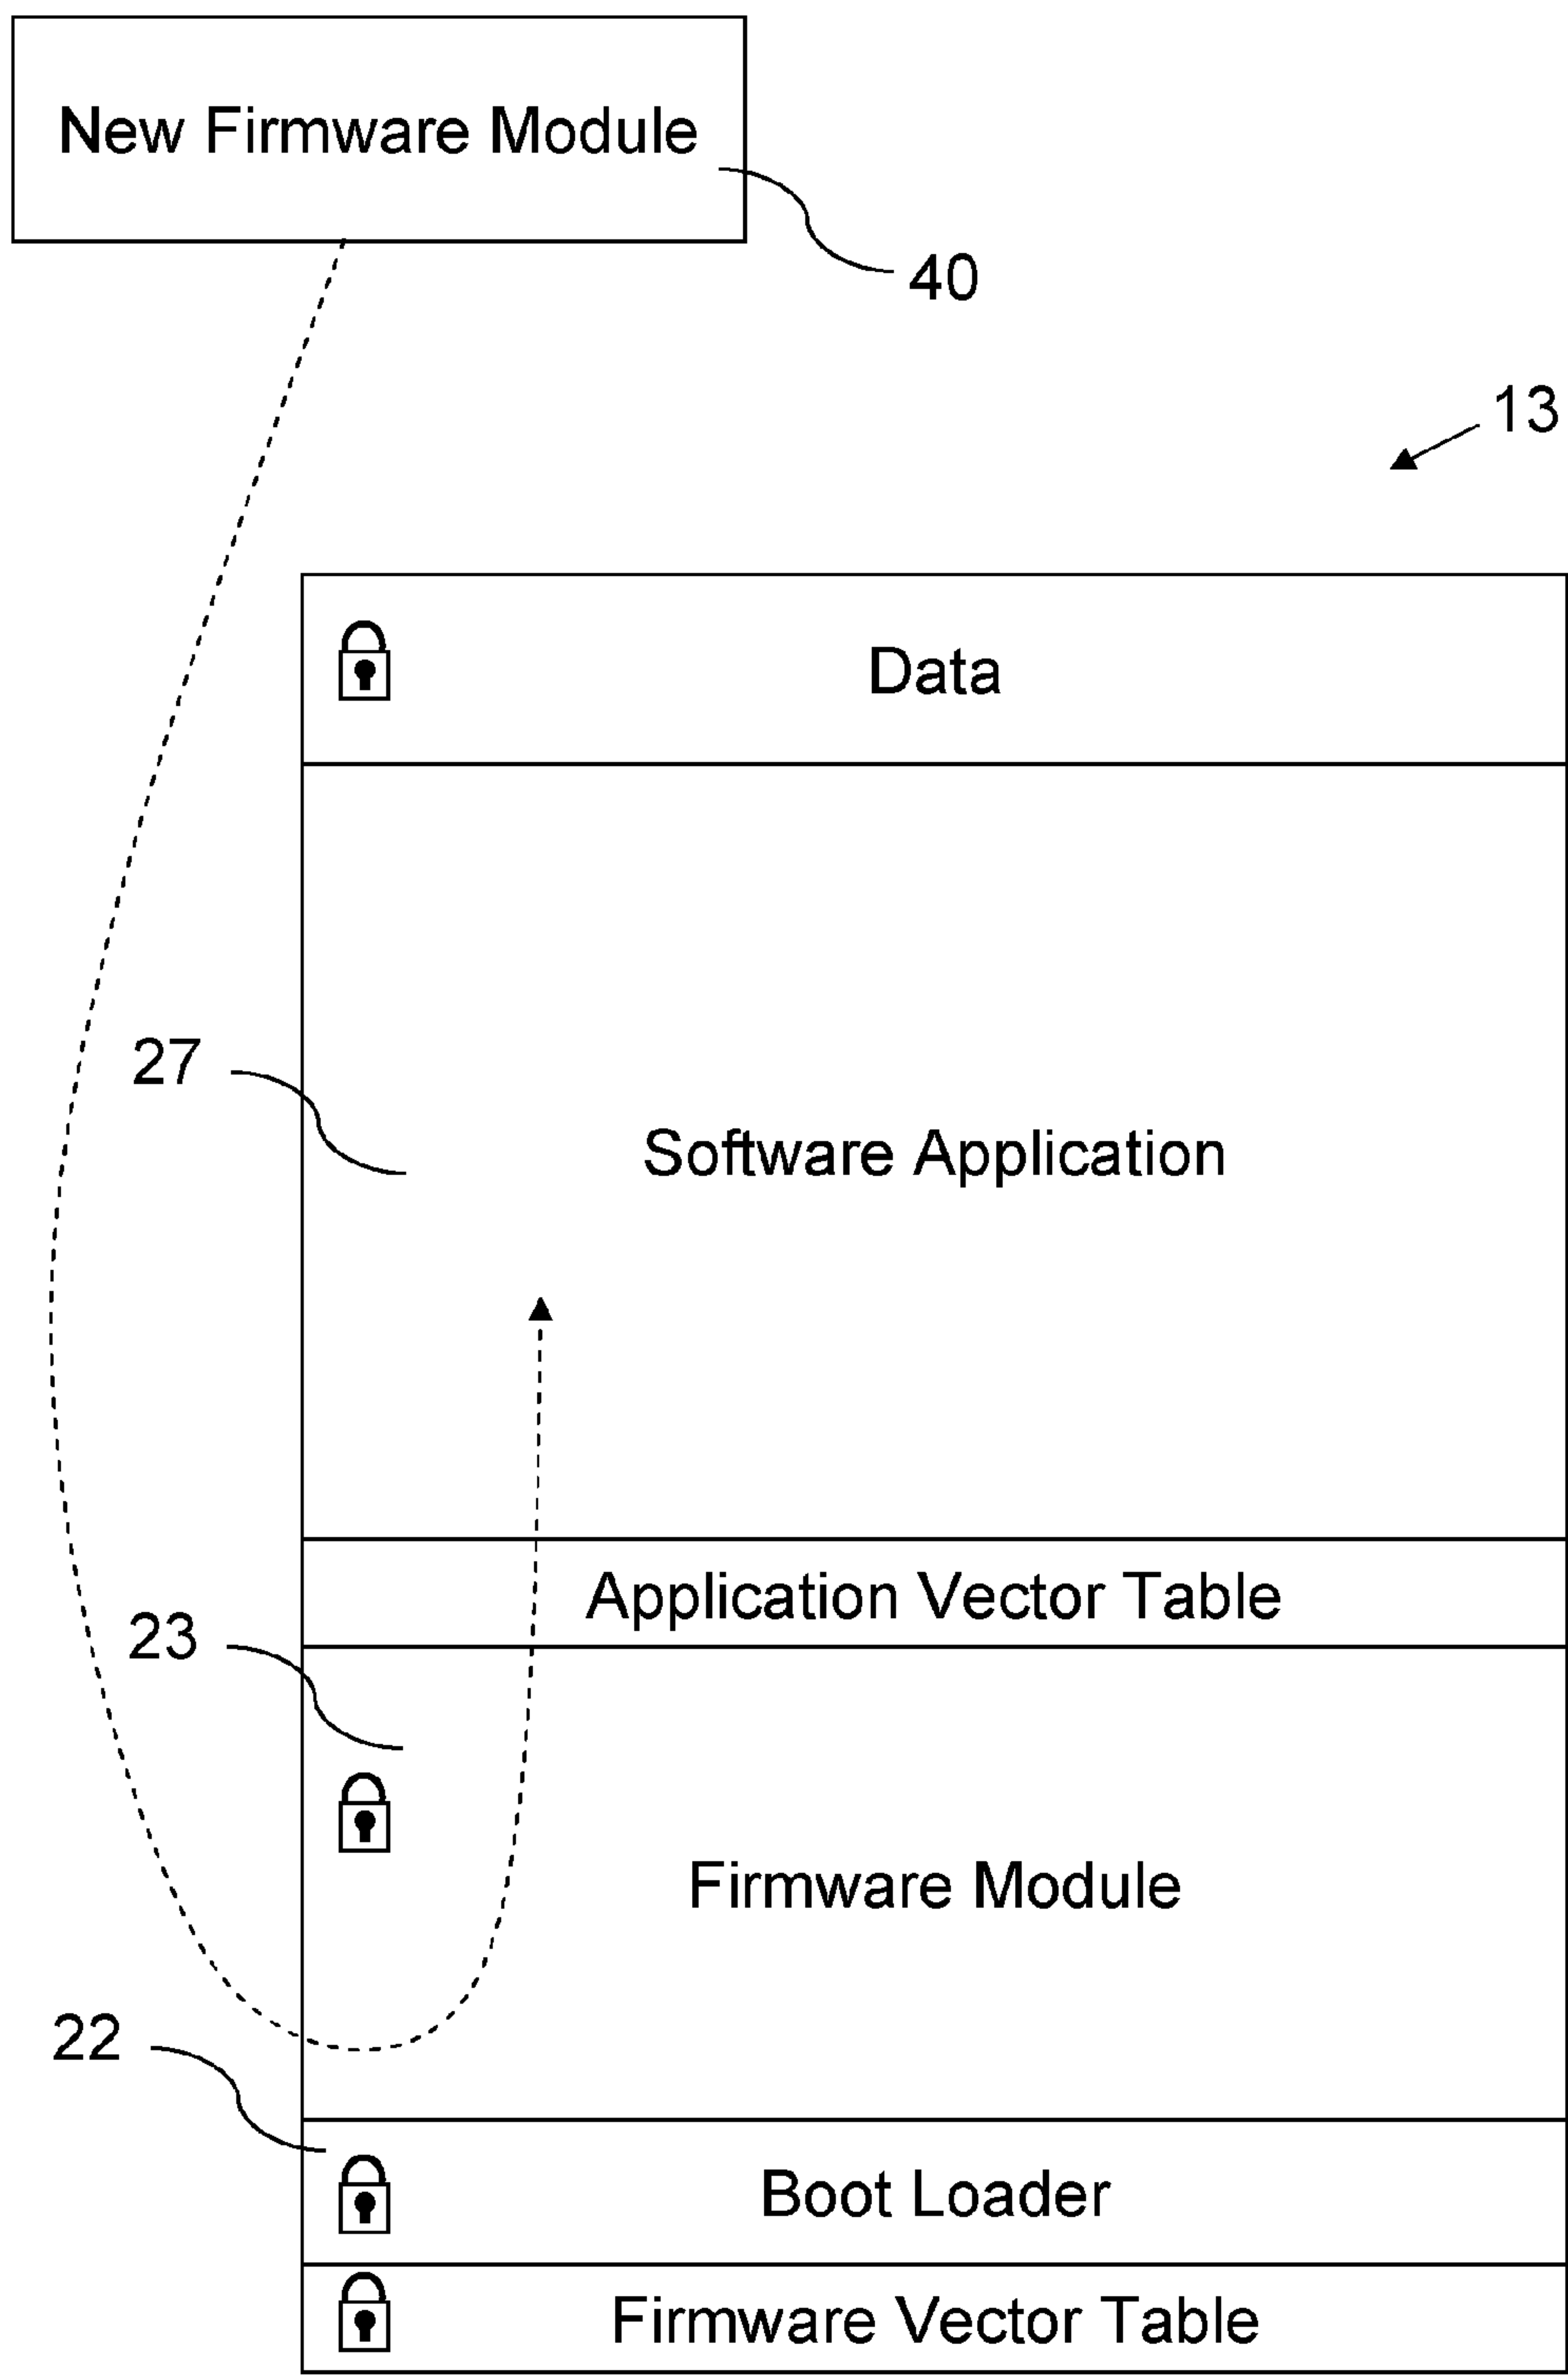 New Firmware Module
40
13
Data
27
Software Application
Application Vector Table
23
Firmware Module
22
Boot Loader
Firmware Vector Table